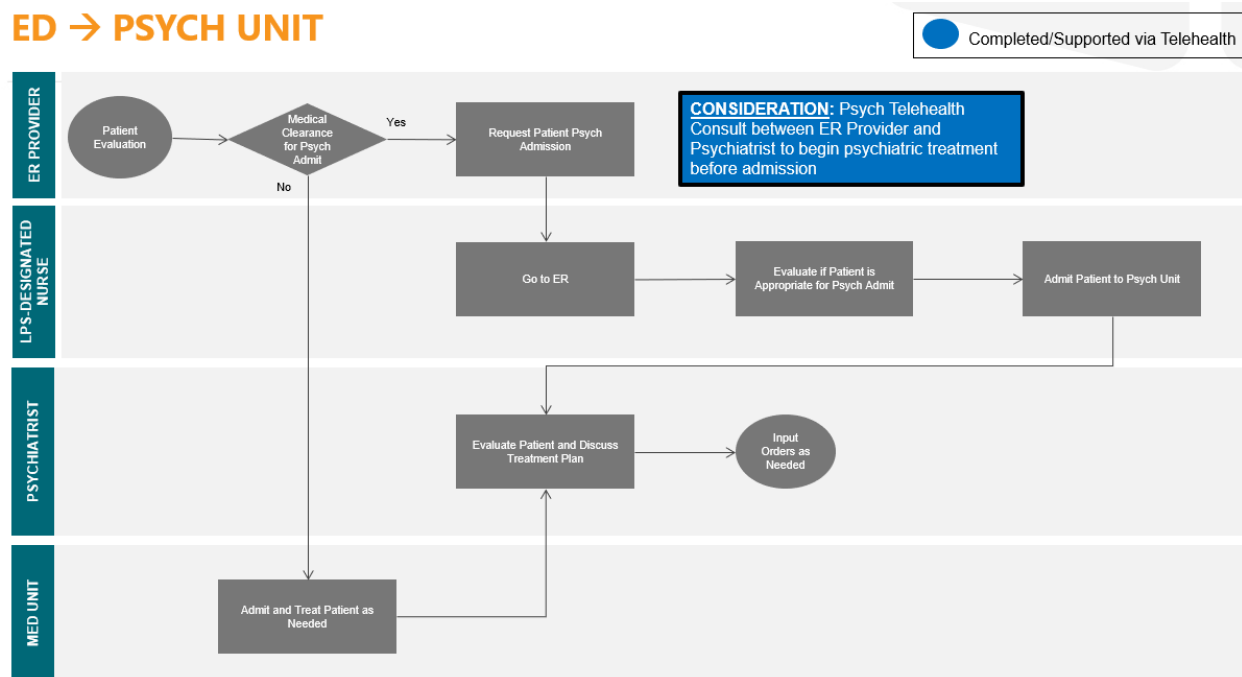 ED → PSYCH UNIT
Completed/Supported via Telehealth
ER PROVIDER
Patient
Evaluation
Medical
Clearance
for Psych
Admit
Yes
No
Request Patient Psych
Admission
CONSIDERATION: Psych Telehealth
Consult between ER Provider and
Psychiatrist to begin psychiatric treatment
before admission
LPS-DESIGNATED
NURSE
Go to ER
Evaluate if Patient is
Appropriate for Psych Admit
Admit Patient to Psych Unit
PSYCHIATRIST
Evaluate Patient and Discuss
Treatment Plan
Input
Orders as
Needed
MED UNIT
Admit and Treat Patient as
Needed